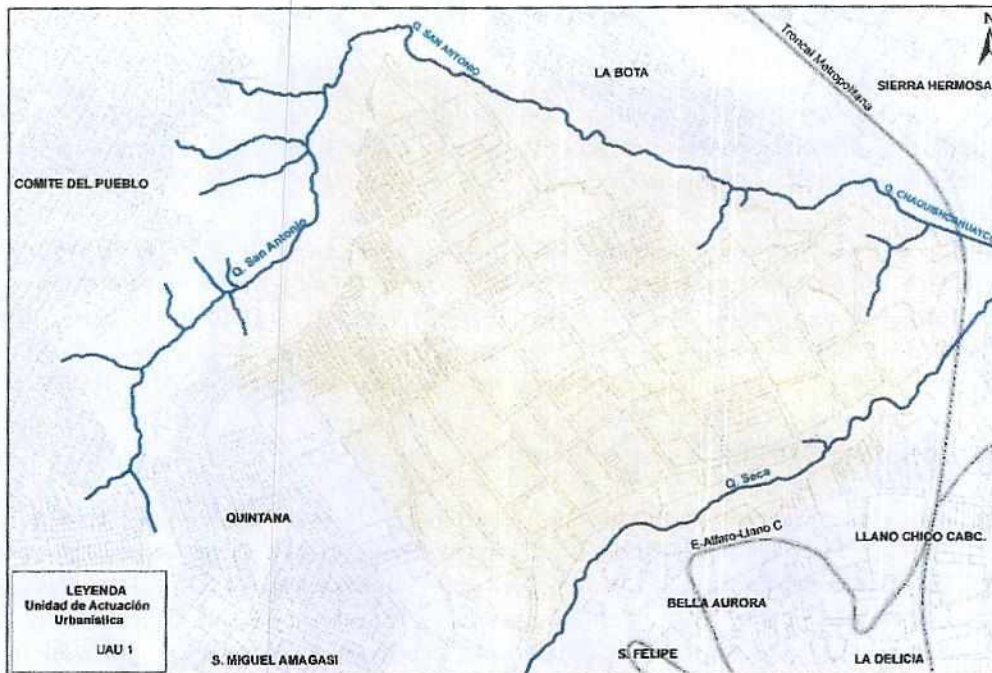 N
Q SAN ANTONIO
Troncal Metropolitana
LA BOTA
SIERRA HERMOSA
COMITE DEL PUEBLO
Q. CHAQUISHCAHUAYCU
Q. San Antonio
Q. Seca
QUINTANA
E.Alfaro-Llano C
LLANO CHICO CABC.
LEYENDA
Unidad de Actuación
Urbanística
UAU 1
BELLA AURORA
S. MIGUEL AMAGASI
S. FELIPE
LA DELICIA